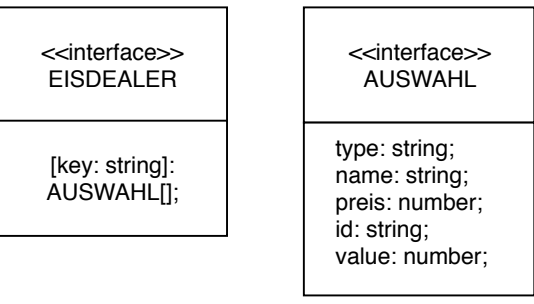 <<interface>>
EISDEALER
[key: string]:
AUSWAHL[];
<<interface>>
AUSWAHL
type: string;
name: string;
preis: number;
id: string;
value: number;